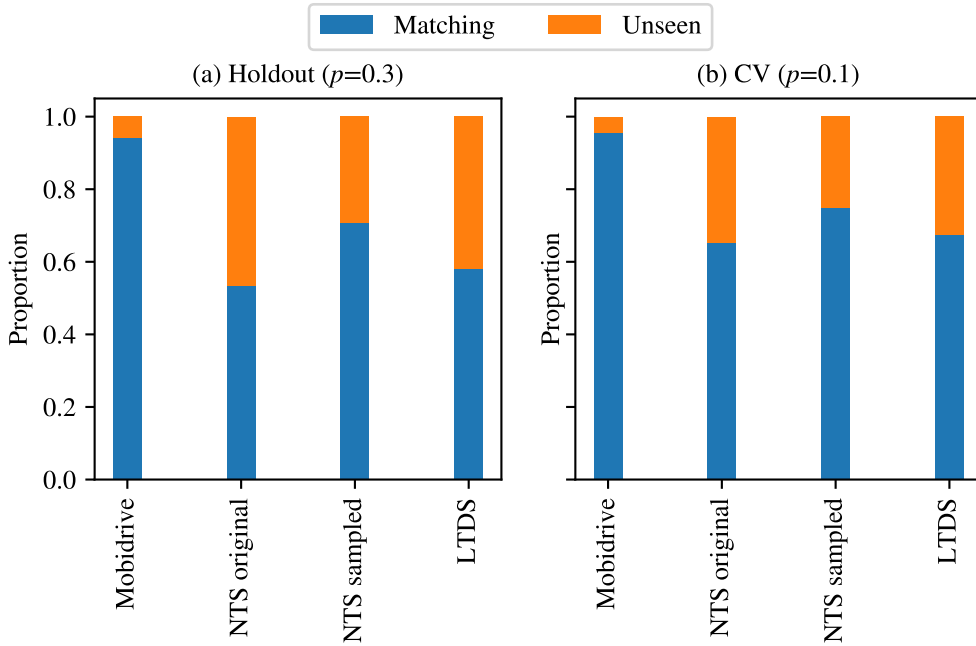 Matching Unseen
(a) Holdout (p=0.3)
(b) CV (p=0.1)
1.0
0.8
0.6
0.4
0.2
0.0
Proportion
Proportion
Mobidrive
NTS original
NTS sampled
LTDS
Mobidrive
NTS original
NTS sampled
LTDS